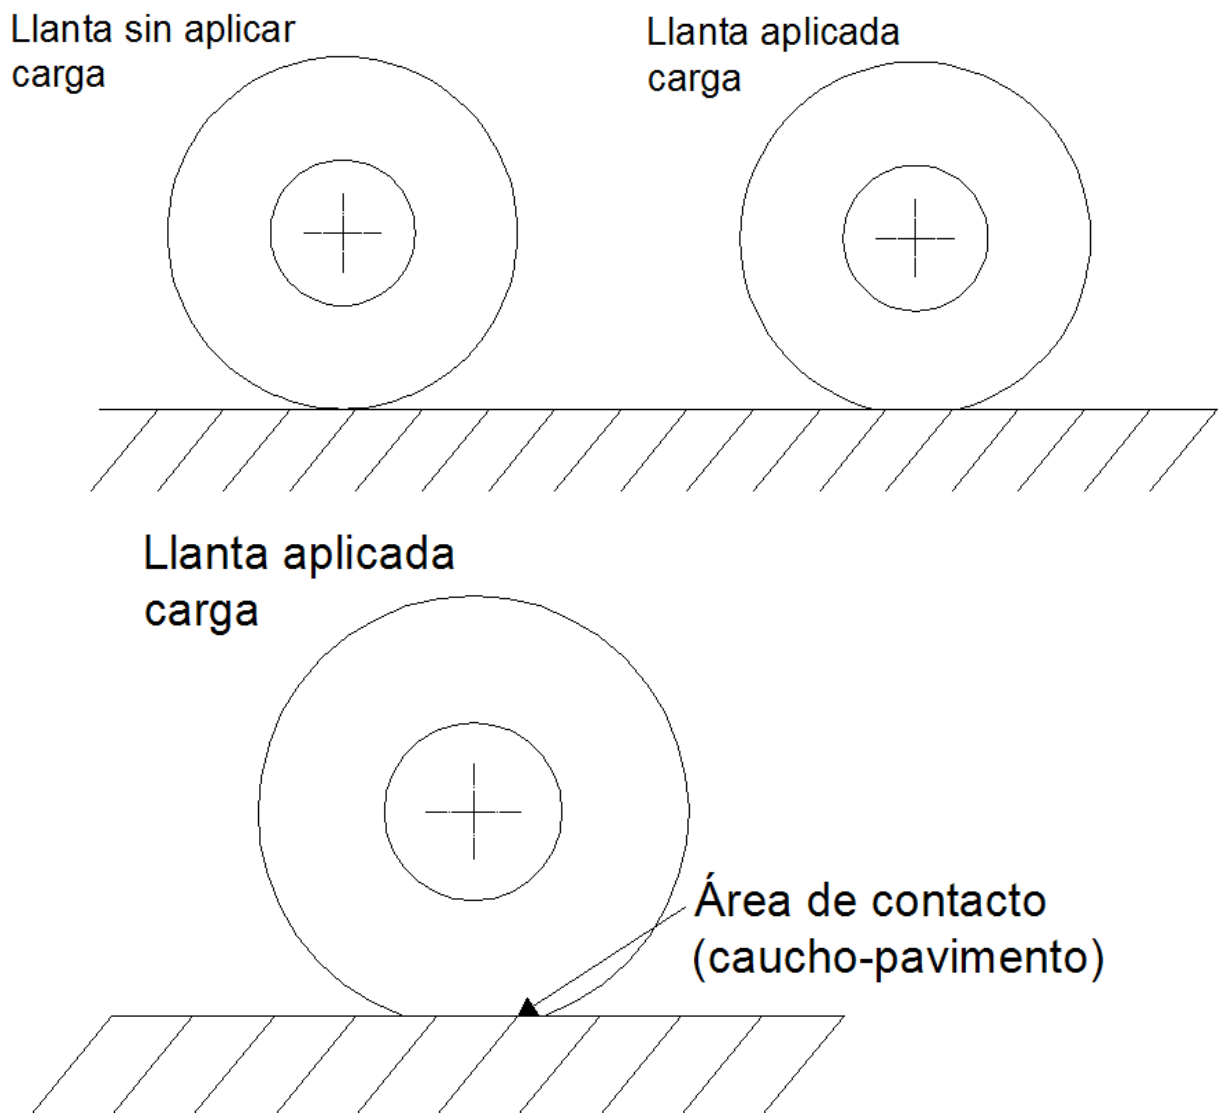 Llanta sin aplicar
carga
Llanta aplicada
carga
Llanta aplicada
carga
Área de contacto
(caucho-pavimento)